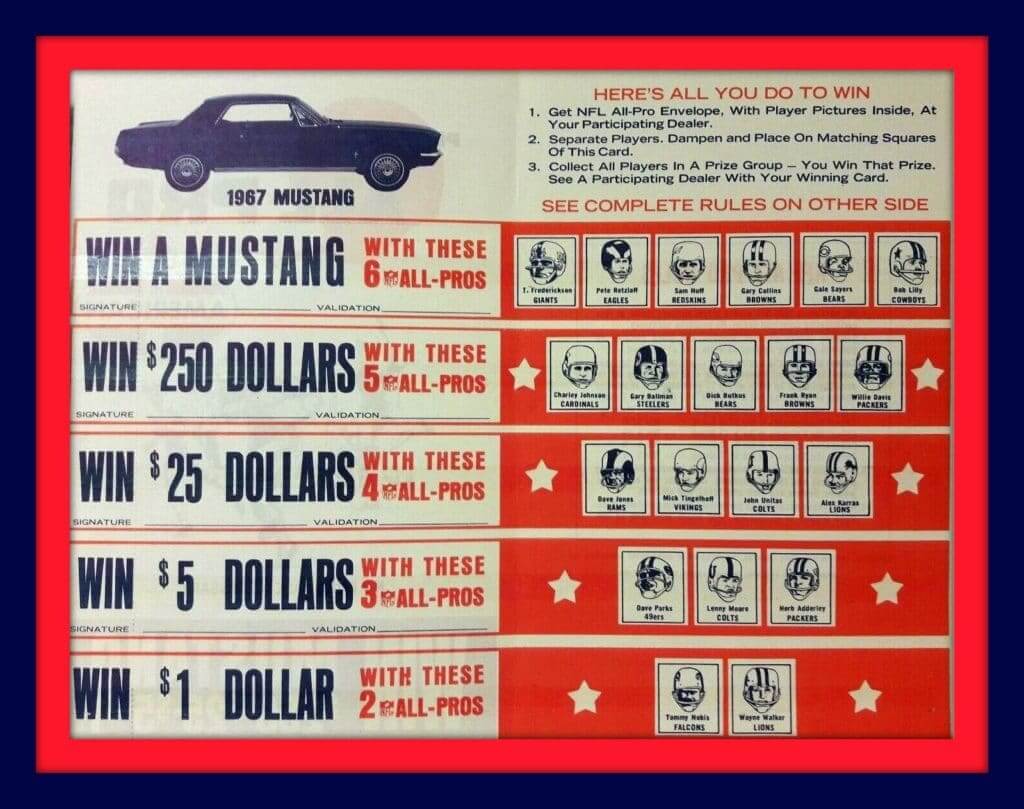 1967 MUSTANG
HERE'S ALL YOU DO TO WIN
1. Get NFL All-Pro Envelope, With Player Pictures Inside, At
Your Participating Dealer.
2. Separate Players. Dampen and Place On Matching Squares
Of This Card.
3. Collect All Players In A Prize Group — You Win That Prize.
See A Participating Dealer With Your Winning Card.
SEE COMPLETE RULES ON OTHER SIDE
WIN A MUSTANG
WITH THESE
6 NFL ALL-PROS
SIGNATURE VALIDATION
T. Frederickson
GIANTS
Pete Retzlaff
EAGLES
Sam Huff
REDSKINS
Gary Collins
BROWNS
Gale Sayers
BEARS
Bob Lilly
COWBOYS
WIN $250 DOLLARS
WITH THESE
5 NFL ALL-PROS
SIGNATURE VALIDATION
Charley Johnson
CARDINALS
Gary Ballman
STEELERS
Dick Butkus
BEARS
Frank Ryan
BROWNS
Willie Davis
PACKERS
WIN $25 DOLLARS
WITH THESE
4 NFL ALL-PROS
SIGNATURE VALIDATION
Dave Jones
RAMS
Mick Tingelhoff
VIKINGS
John Unitas
COLTS
Alex Karras
LIONS
WIN $5 DOLLARS
WITH THESE
3 NFL ALL-PROS
SIGNATURE VALIDATION
Dave Parks
49ers
Lenny Moore
COLTS
Herb Adderley
PACKERS
WIN $1 DOLLAR
WITH THESE
2 NFL ALL-PROS
Tommy Nobis
FALCONS
Wayne Walker
LIONS